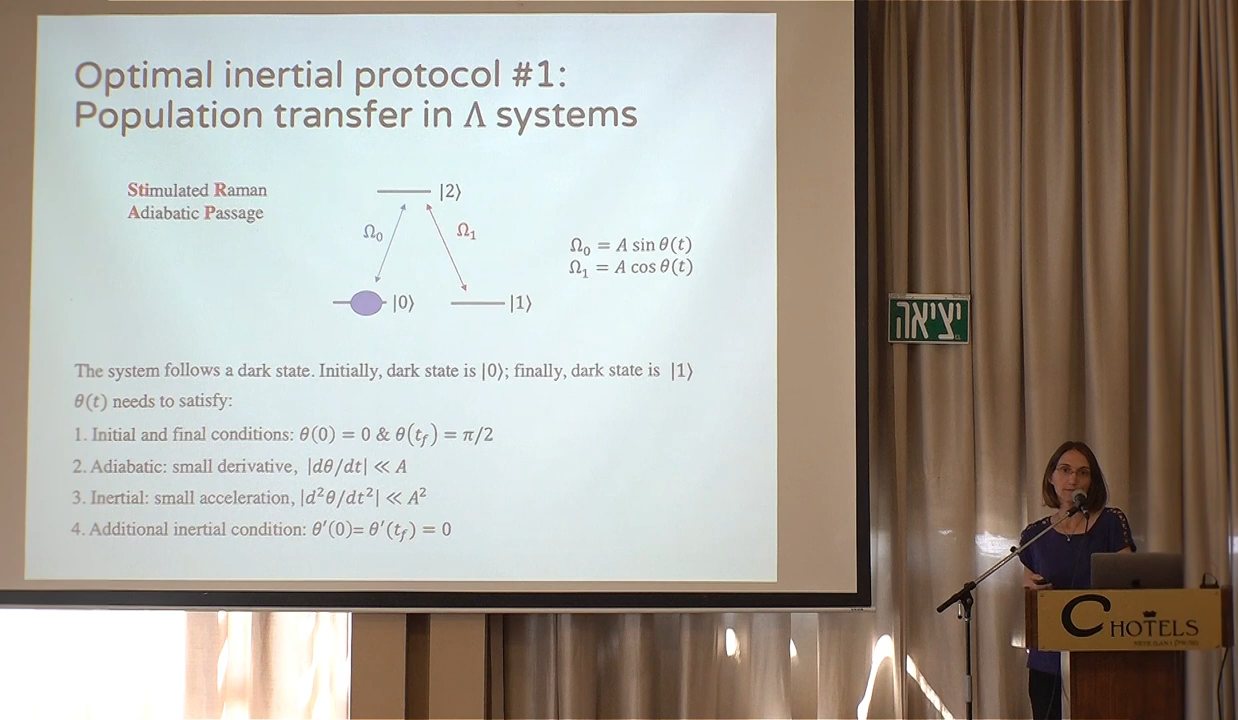 Optimal inertial protocol #1:
Population transfer in Λ systems
Stimulated Raman
Adiabatic Passage
|2⟩
Ω₀
Ω₁
Ω₀ = A sin θ(t)
Ω₁ = A cos θ(t)
|0⟩
|1⟩
The system follows a dark state. Initially, dark state is |0⟩; finally, dark state is |1⟩
θ(t) needs to satisfy:
1. Initial and final conditions: θ(0) = 0 & θ(t_f) = π/2
2. Adiabatic: small derivative, |dθ/dt| ≪ A
3. Inertial: small acceleration, |d²θ/dt²| ≪ A²
4. Additional inertial condition: θ′(0)= θ′(t_f) = 0
יציאה
C HOTELS